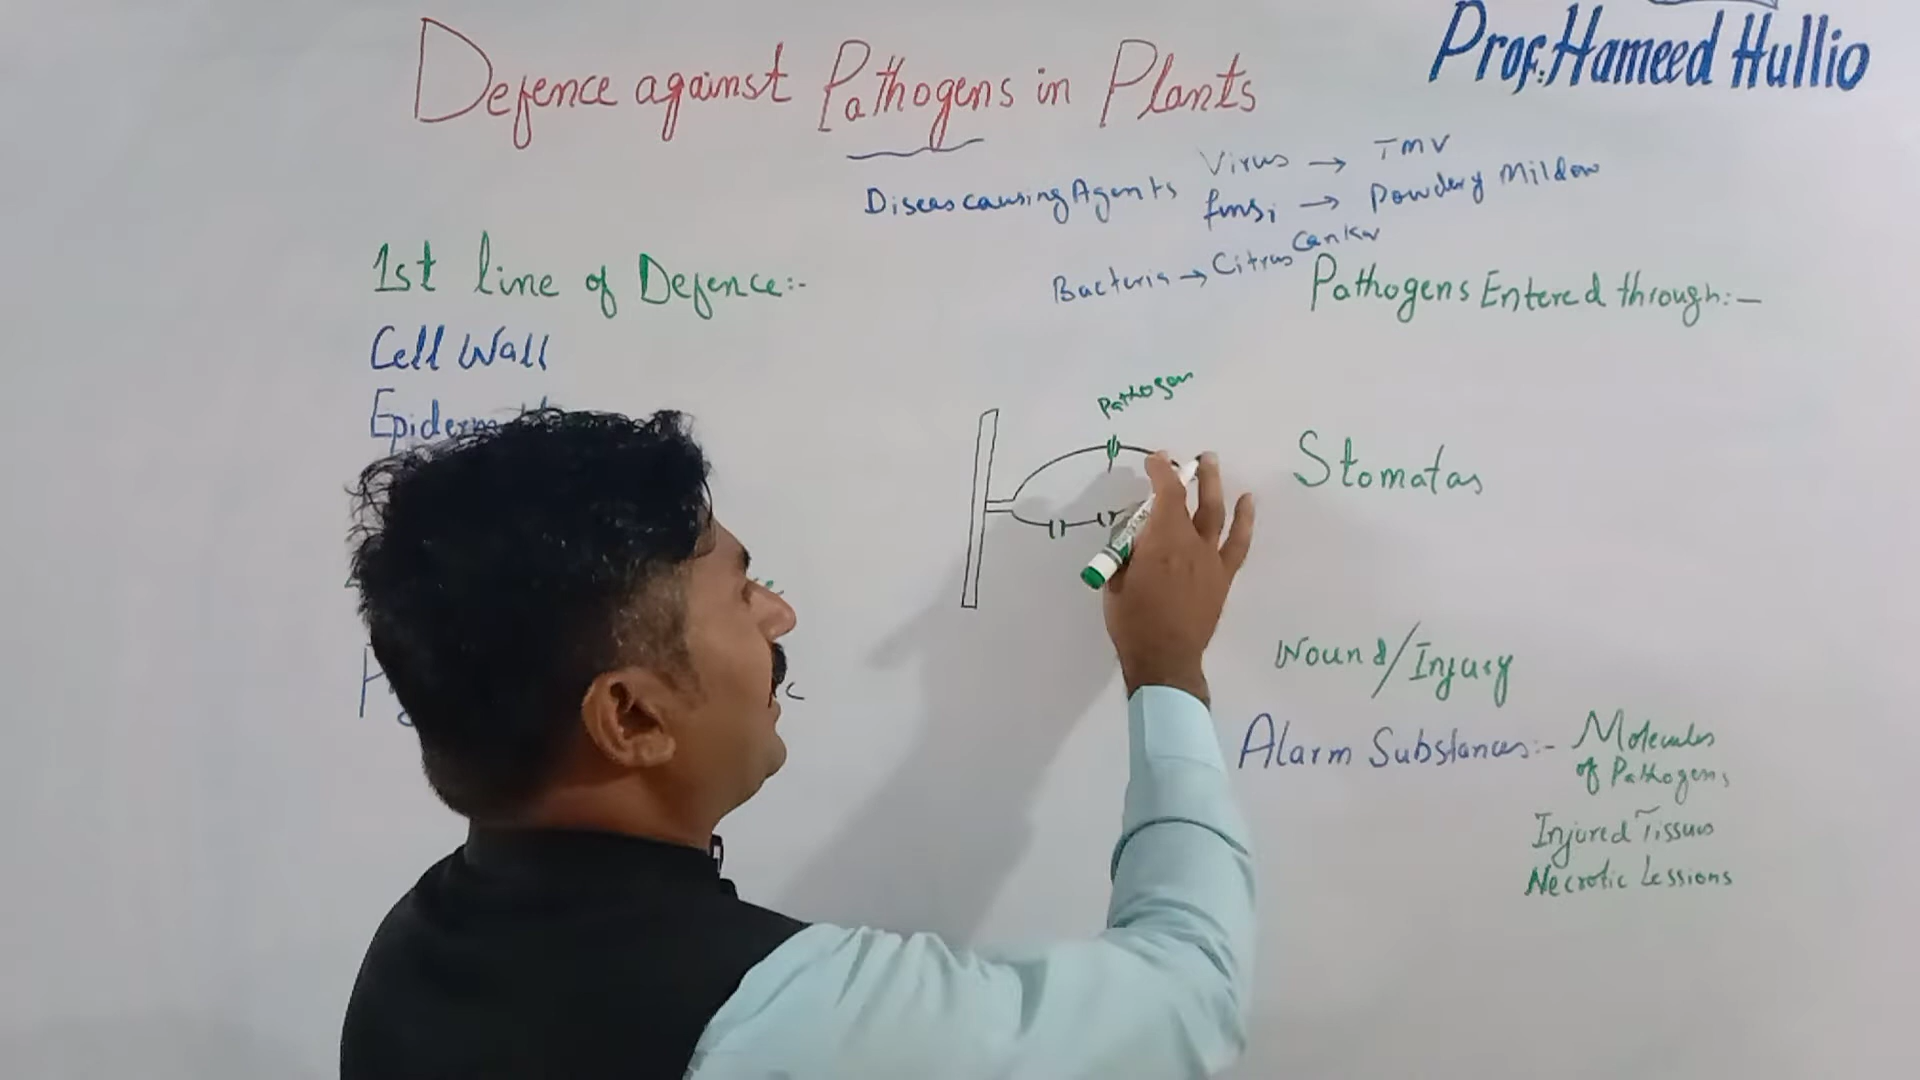 Defence against Pathogens in Plants
Prof. Hameed Hullio
Diseas causing Agents
Virus → TMV
fungi → Powdery Mildew
Bacteria → Citrus Canker
1st line of Defence:-
Cell Wall
Pathogens Entered through:-
Pathogen
Stomatas
Wound/Injury
Alarm Substances:- Molecules
of Pathogens
Injured Tissues
Necrotic Lessions